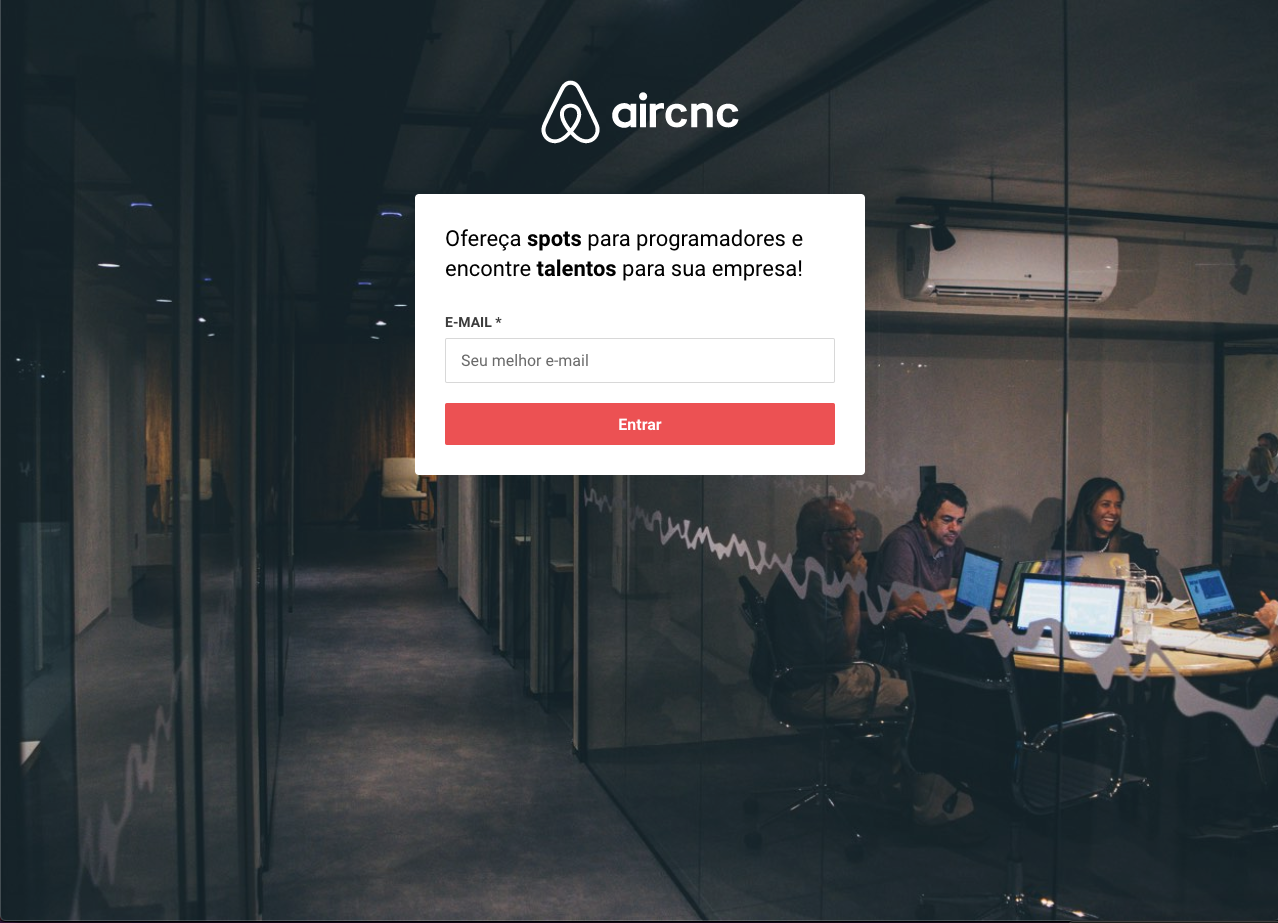 aircnc
Ofereça spots para programadores e
encontre talentos para sua empresa!
E-MAIL *
Seu melhor e-mail
Entrar